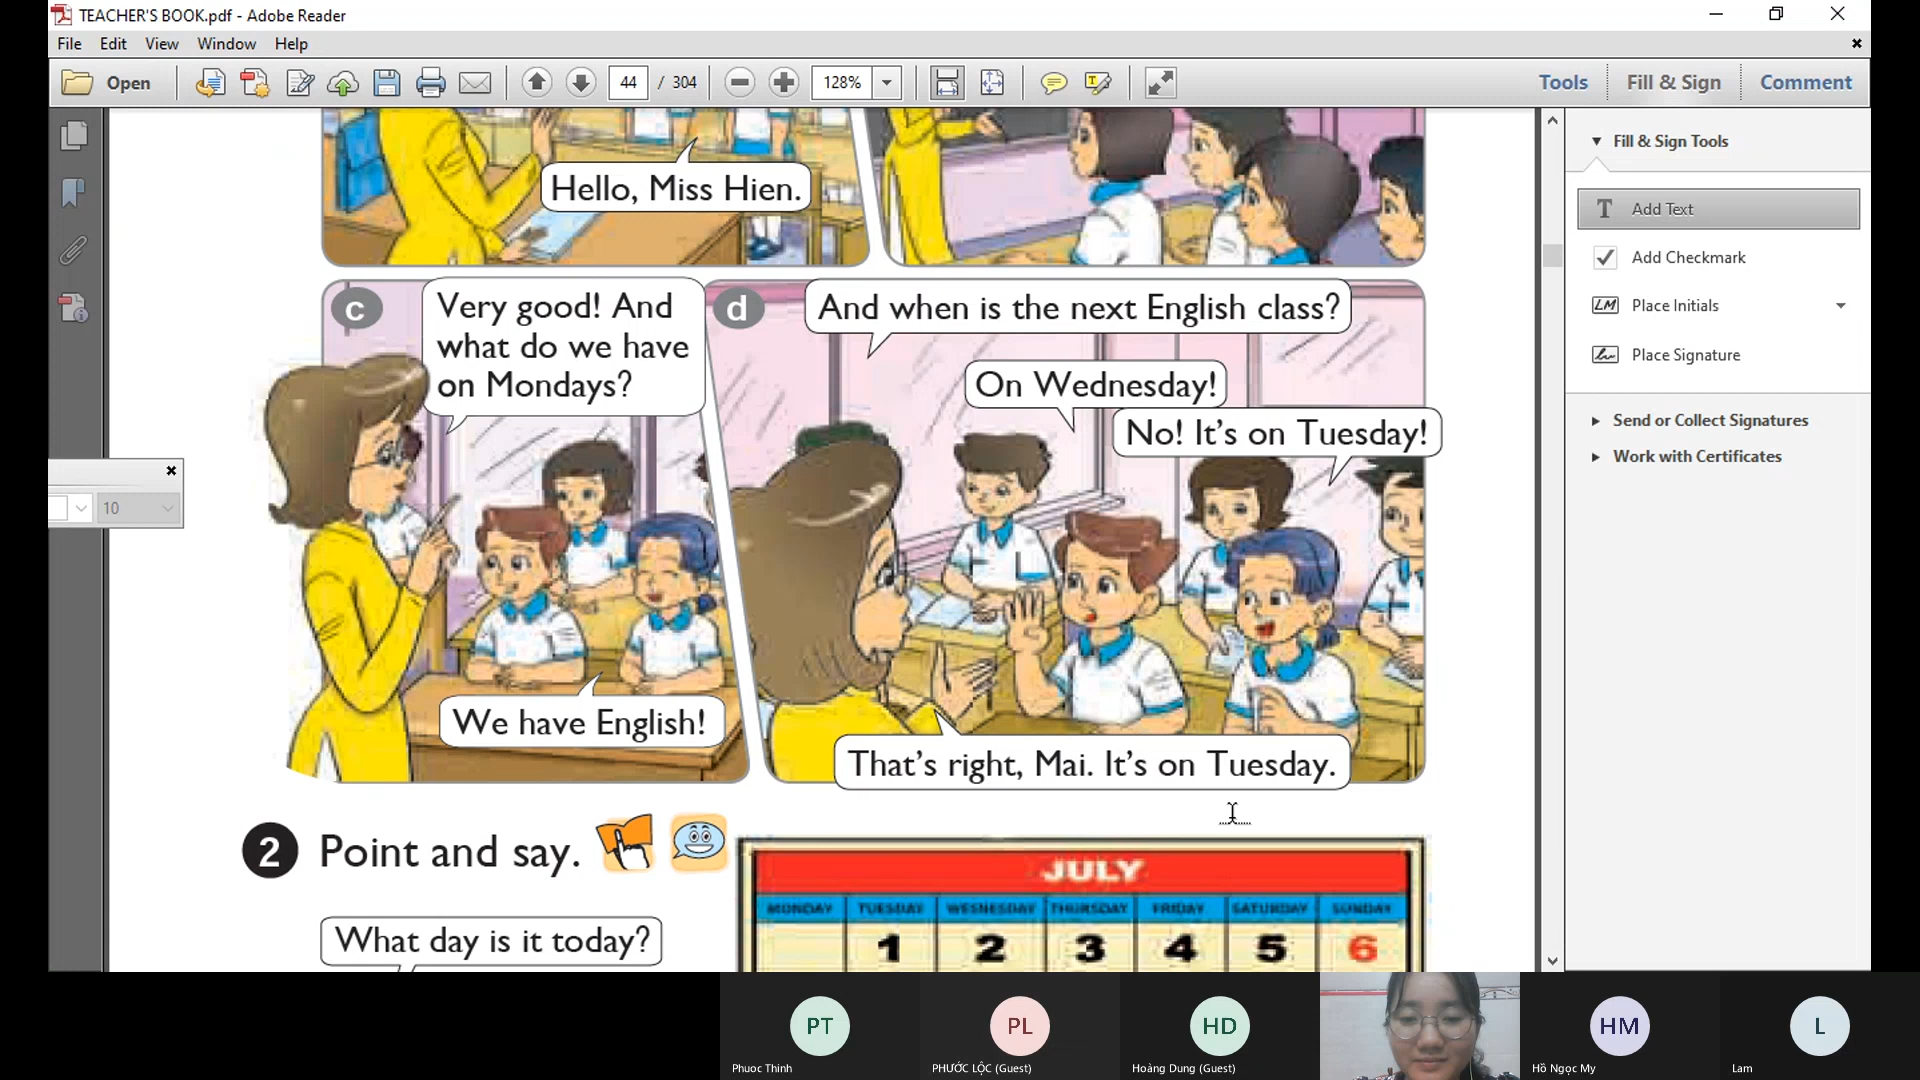 TEACHER'S BOOK.pdf - Adobe Reader
File Edit View Window Help
Open 44 / 304 128% Tools Fill & Sign Comment
Fill & Sign Tools
Add Text
Add Checkmark
Place Initials
Place Signature
Send or Collect Signatures
Work with Certificates
10
Hello, Miss Hien.
c
Very good! And
what do we have
on Mondays?
We have English!
d
And when is the next English class?
On Wednesday!
No! It's on Tuesday!
That's right, Mai. It's on Tuesday.
2 Point and say.
What day is it today?
JULY
MONDAY TUESDAY WESNESDAY THURSDAY FRIDAY SATURDAY SUNDAY
1 2 3 4 5 6
PT PL HD HM L
Phuoc Thinh PHƯỚC LỘC (Guest) Hoàng Dung (Guest) Hồ Ngọc My Lam